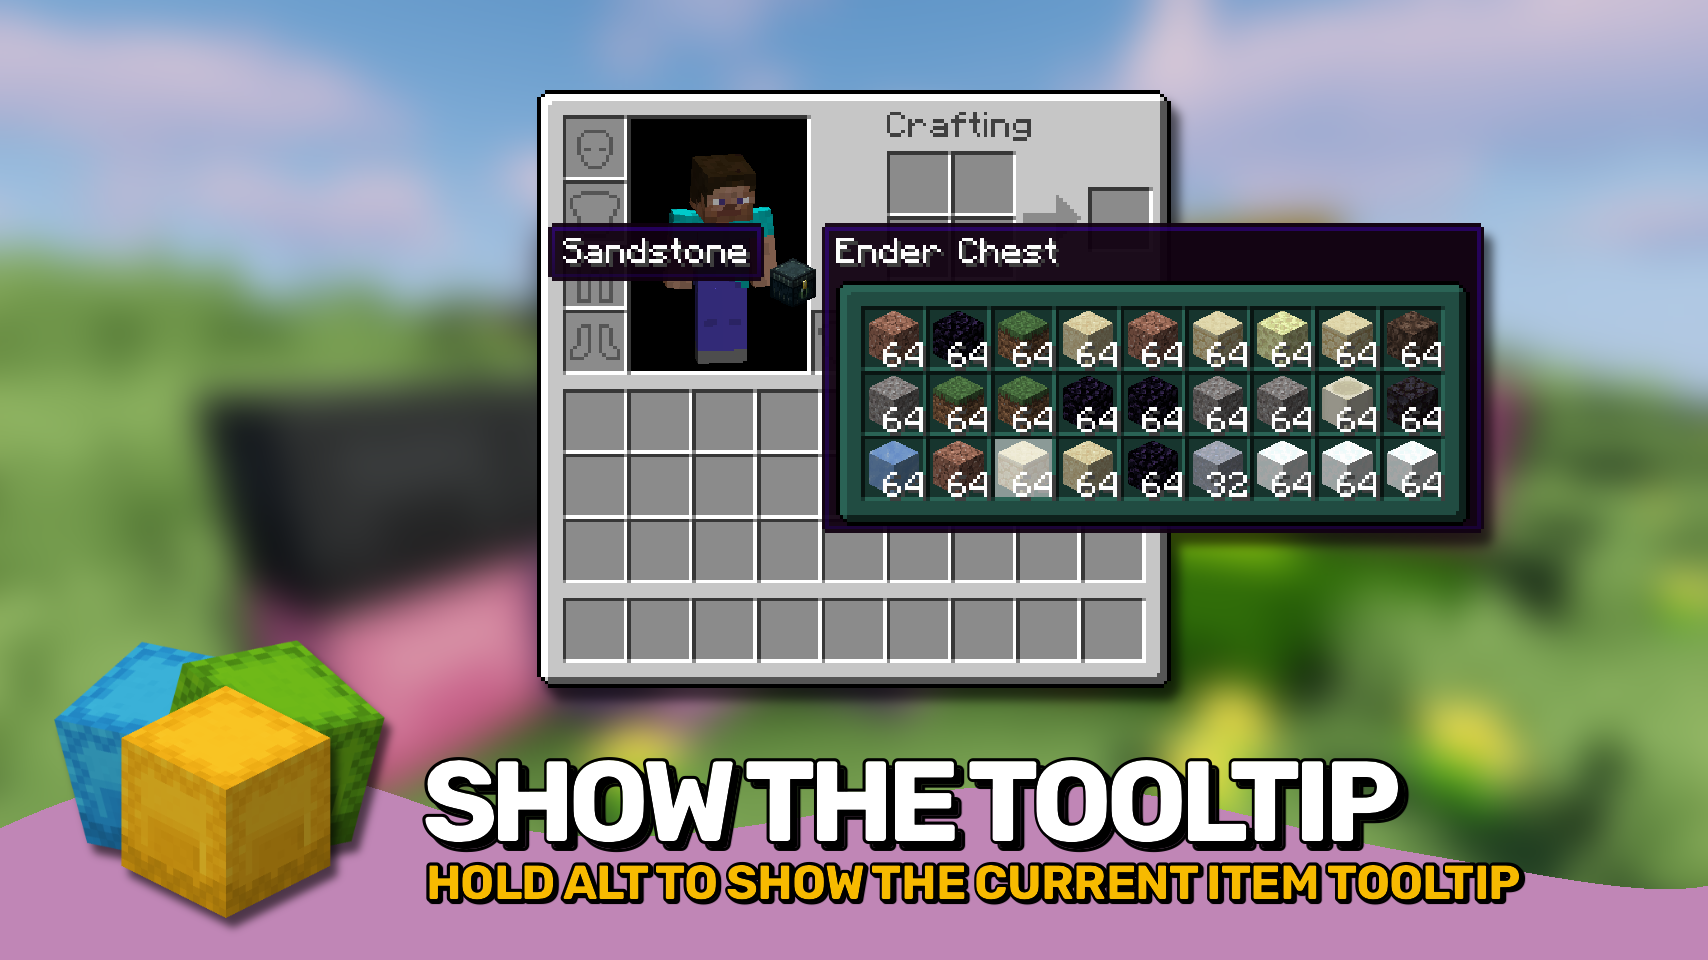 Crafting
Sandstone
Ender Chest
64 64 64 64 64 64 64 64 64
64 64 64 64 64 64 64 64 64
64 64 64 64 64 32 64 64 64
SHOW THE TOOLTIP
HOLD ALT TO SHOW THE CURRENT ITEM TOOLTIP